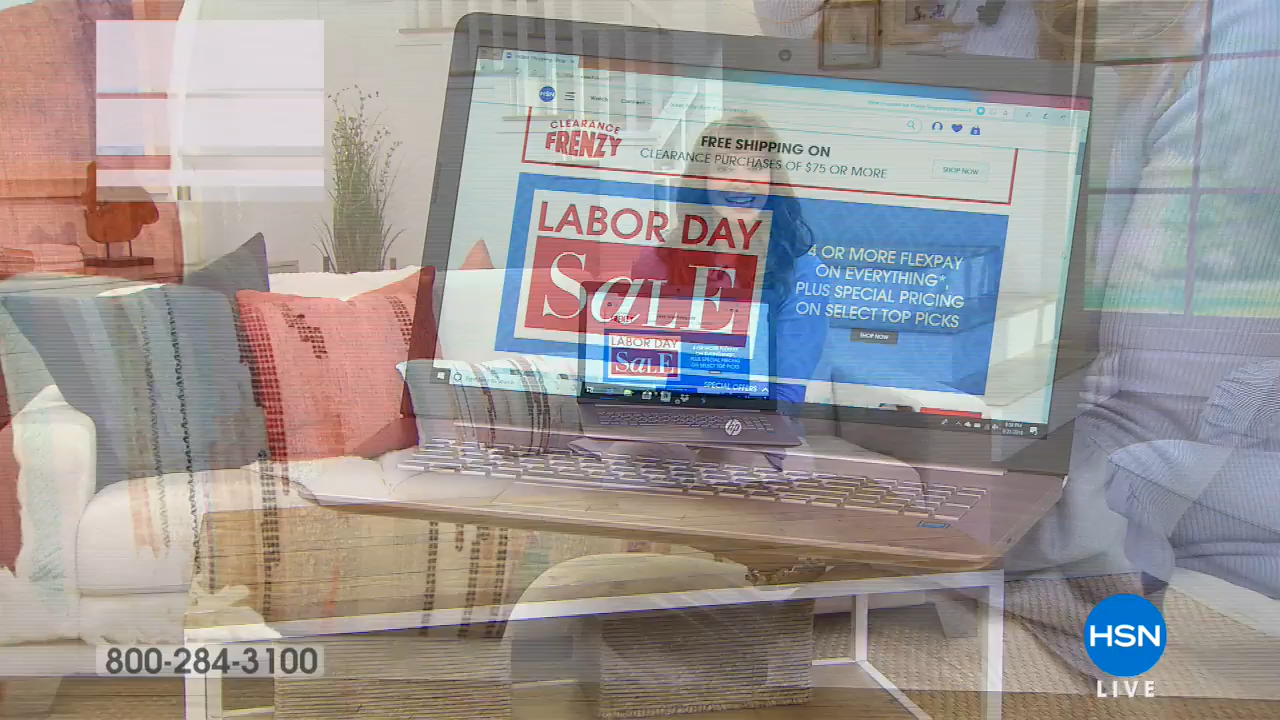 HSN
Watch
CLEARANCE
FRENZY
FREE SHIPPING ON
CLEARANCE PURCHASES OF $75 OR MORE
SHOP NOW
LABOR DAY
SALE
4 OR MORE FLEXPAY
ON EVERYTHING*,
PLUS SPECIAL PRICING
ON SELECT TOP PICKS
SHOP NOW
LABOR DAY
SALE
SPECIAL OFFERS
hp
800-284-3100
HSN
LIVE